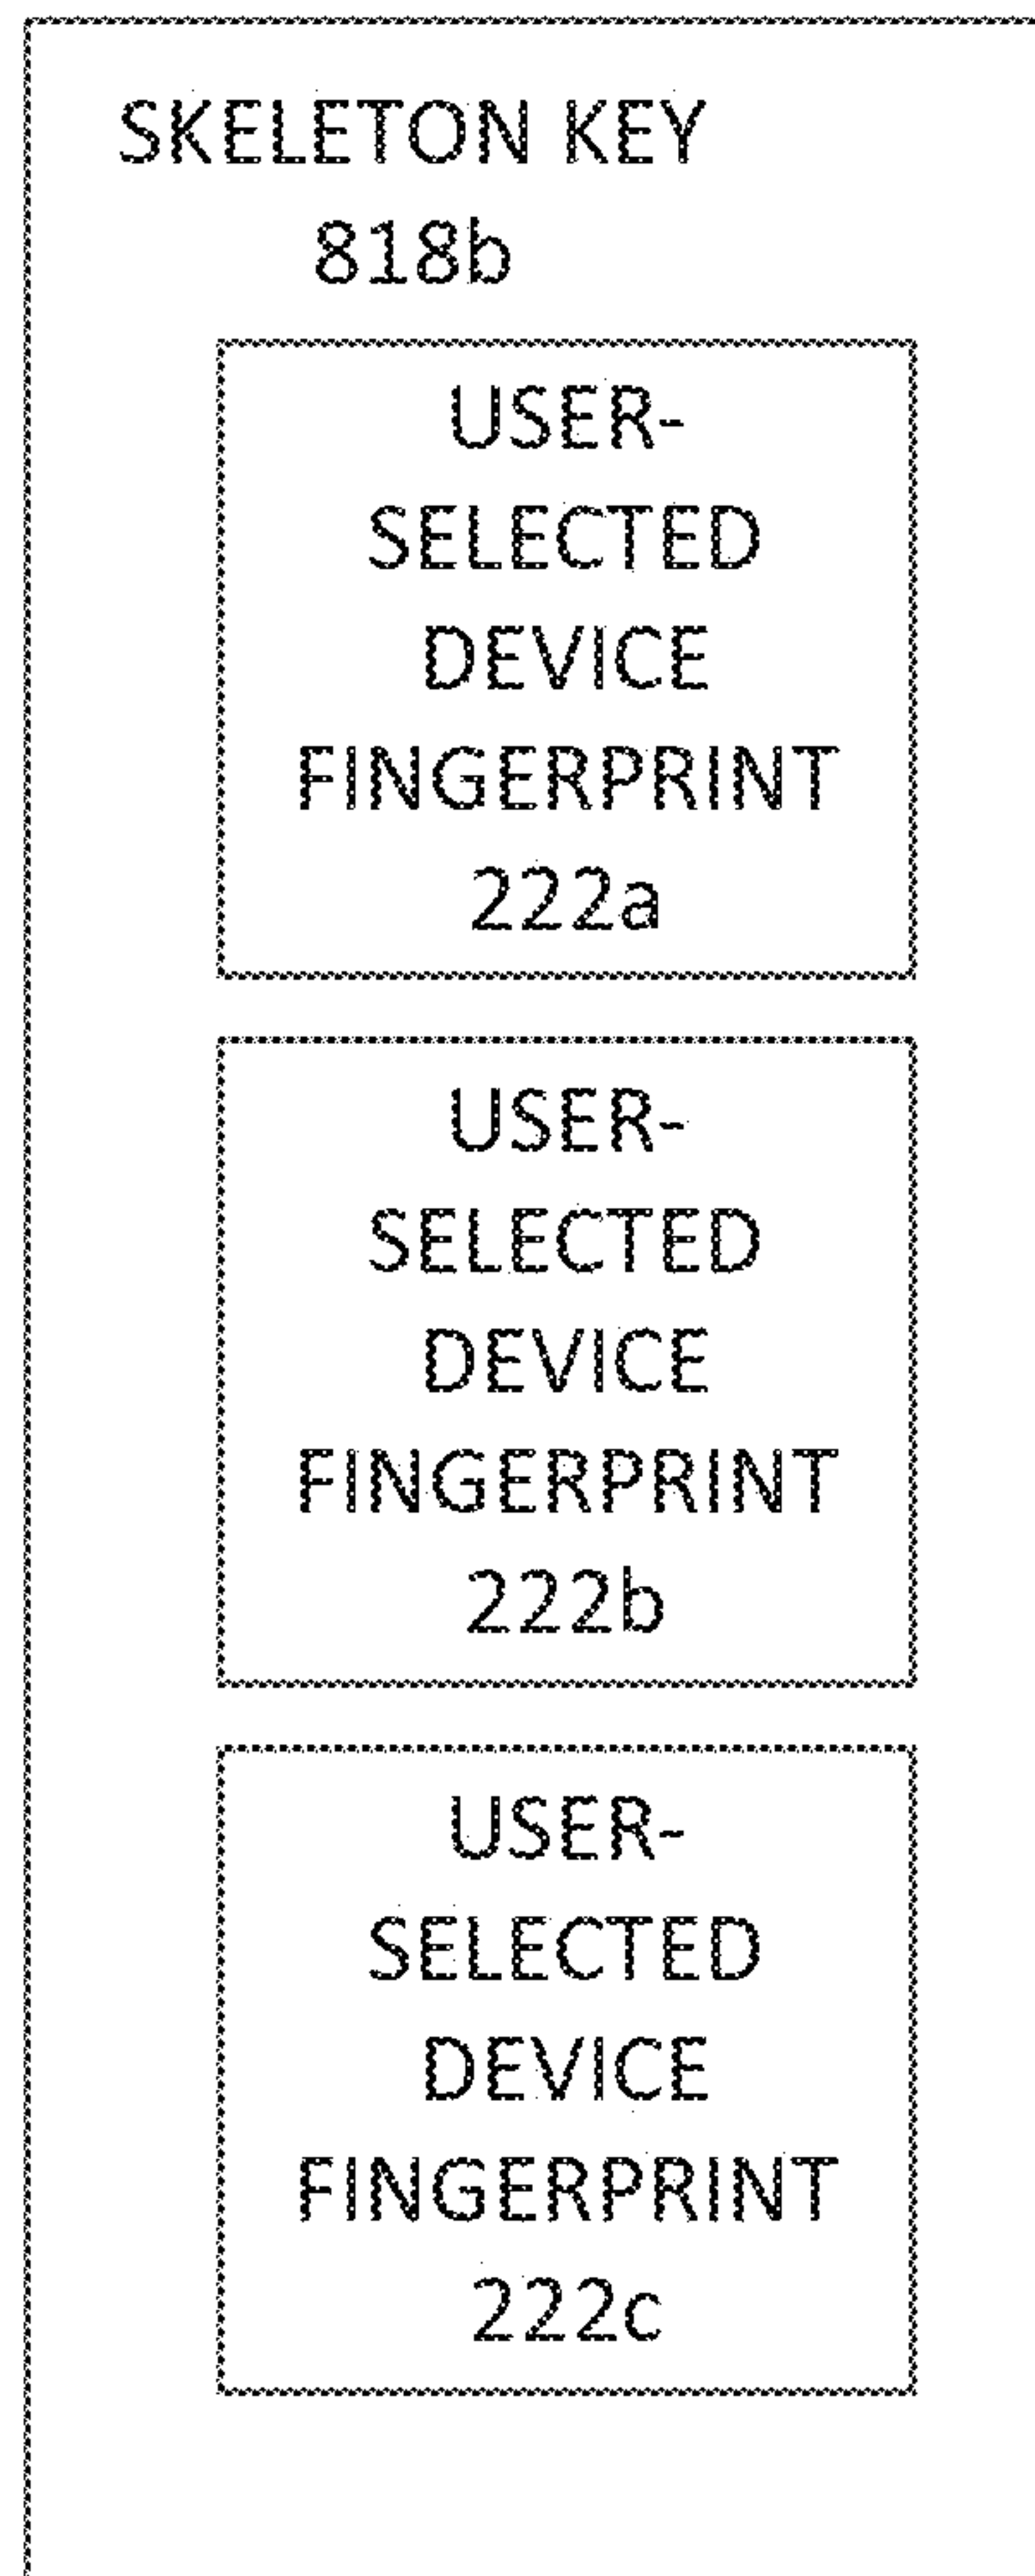 SKELETON KEY
818b
USER-
SELECTED
DEVICE
FINGERPRINT
222a
USER-
SELECTED
DEVICE
FINGERPRINT
222b
USER-
SELECTED
DEVICE
FINGERPRINT
222c